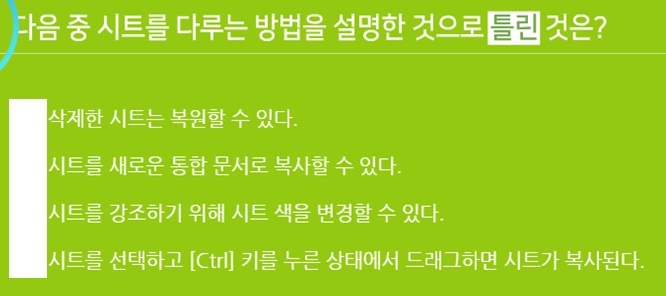 다음 중 시트를 다루는 방법을 설명한 것으로 틀린 것은?
삭제한 시트는 복원할 수 있다.
시트를 새로운 통합 문서로 복사할 수 있다.
시트를 강조하기 위해 시트 색을 변경할 수 있다.
시트를 선택하고 [Ctrl] 키를 누른 상태에서 드래그하면 시트가 복사된다.